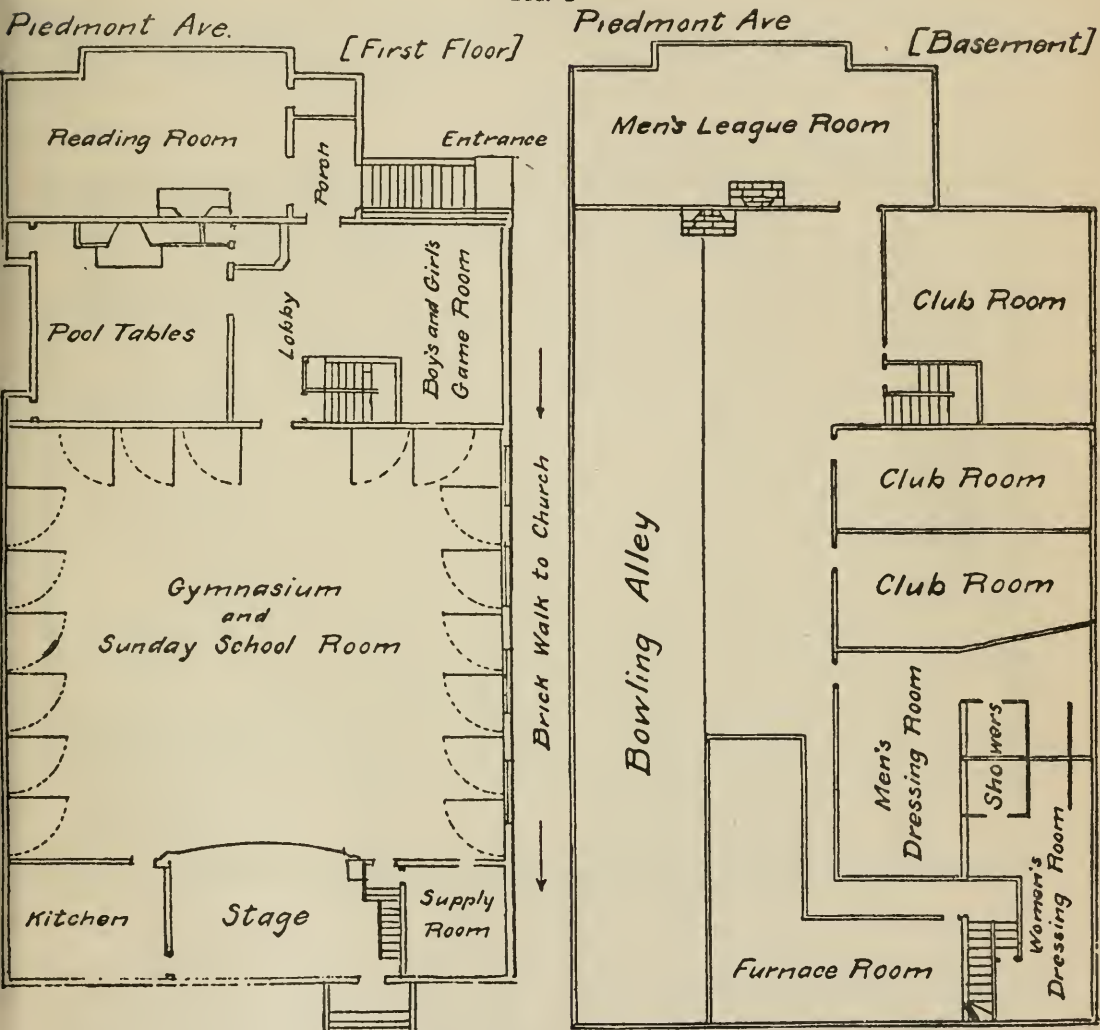 Piedmont Ave.
[First Floor]
Reading Room
Porch
Entrance
Pool Tables
Lobby
Boy's and Girl's
Game Room
Gymnasium
and
Sunday School Room
Brick Walk to Church
Kitchen
Stage
Supply
Room
Piedmont Ave
[Basement]
Men's League Room
Club Room
Club Room
Club Room
Bowling Alley
Men's
Dressing Room
Showers
Women's
Dressing Room
Furnace Room